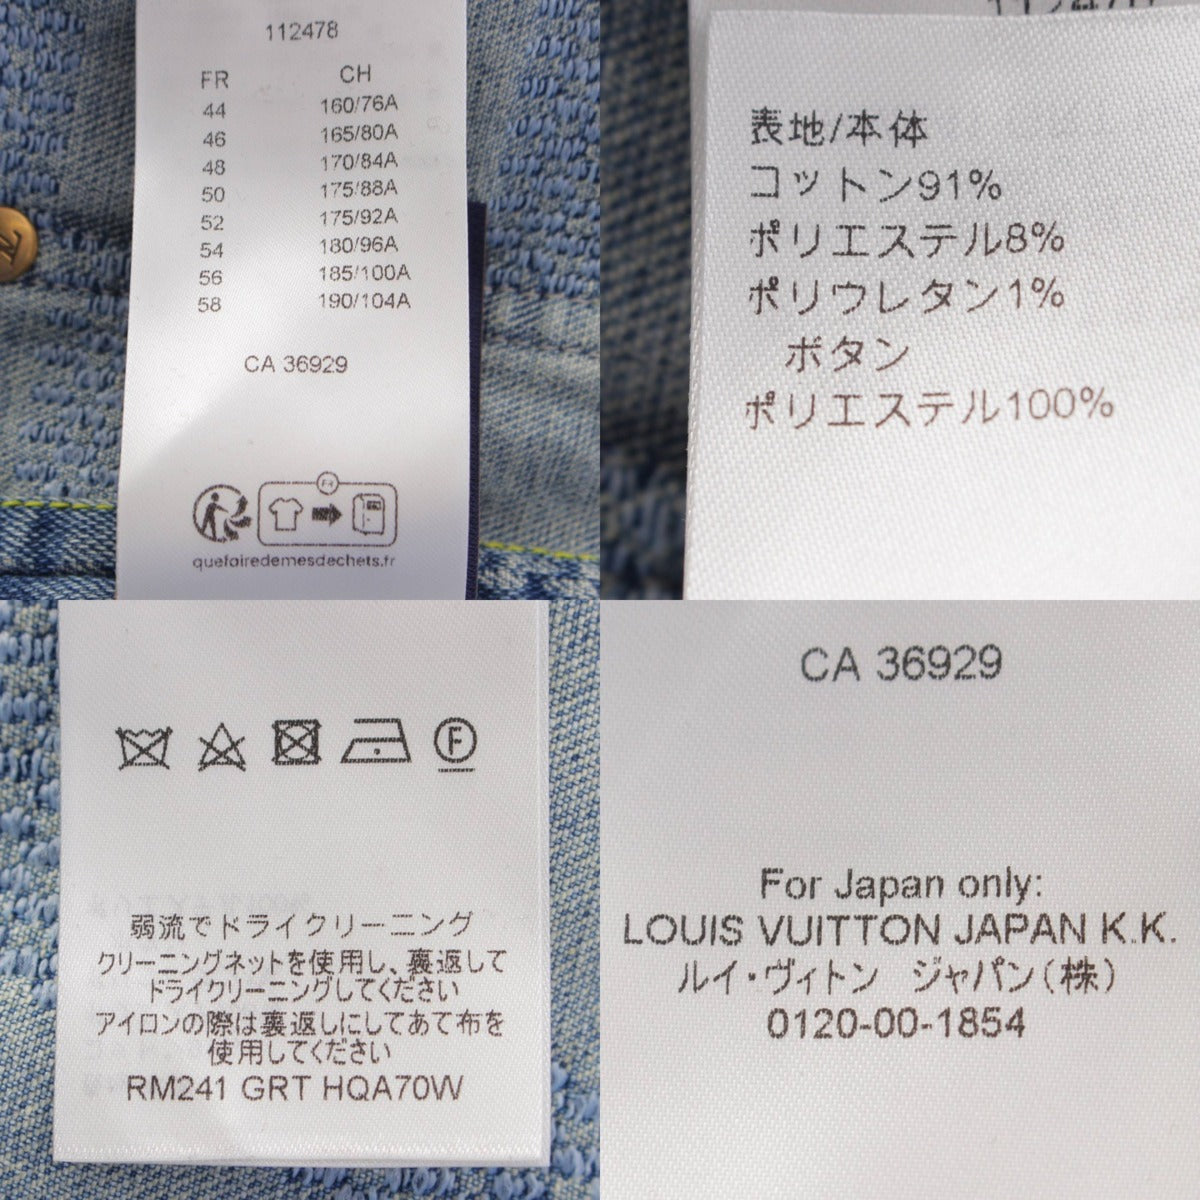 112478
FR CH
44 160/76A
46 165/80A
48 170/84A
50 175/88A
52 175/92A
54 180/96A
56 185/100A
58 190/104A
CA 36929
FR
quefairedemesdechets.fr
表地/本体
コットン91%
ポリエステル8%
ポリウレタン1%
ボタン
ポリエステル100%
F
弱流でドライクリーニング
クリーニングネットを使用し、裏返して
ドライクリーニングしてください
アイロンの際は裏返しにしてあて布を
使用してください
RM241 GRT HQA70W
CA 36929
For Japan only:
LOUIS VUITTON JAPAN K.K.
ルイ・ヴィトン ジャパン(株)
0120-00-1854